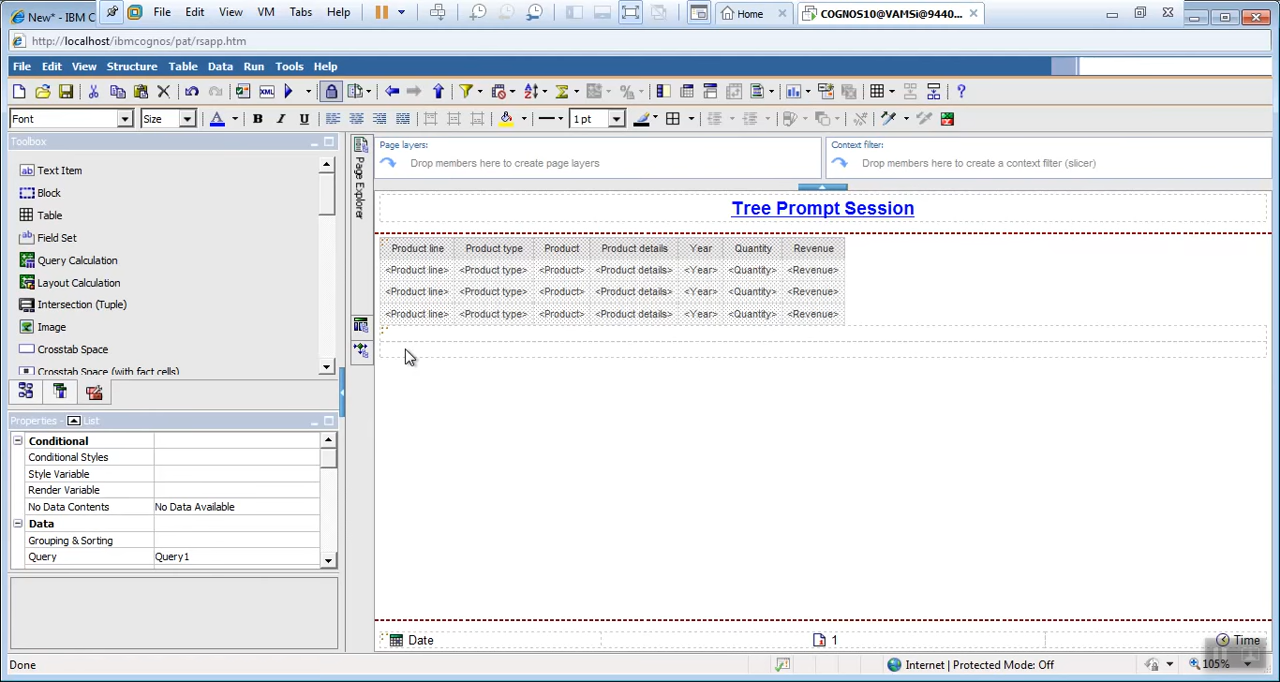 New* - IBM C
File Edit View VM Tabs Help
Home
COGNOS10@VAMSi@9440...
http://localhost/ibmcognos/pat/rsapp.htm
File Edit View Structure Table Data Run Tools Help
Font Size A B I U 1 pt
Toolbox
Text Item
Block
Table
Field Set
Query Calculation
Layout Calculation
Intersection (Tuple)
Image
Crosstab Space
Crosstab Space (with fact cells)
Properties - List
Conditional
Conditional Styles
Style Variable
Render Variable
No Data Contents No Data Available
Data
Grouping & Sorting
Query Query1
Page Explorer
Page layers:
Drop members here to create page layers
Context filter:
Drop members here to create a context filter (slicer)
Tree Prompt Session
Product line Product type Product Product details Year Quantity Revenue
<Product line> <Product type> <Product> <Product details> <Year> <Quantity> <Revenue>
<Product line> <Product type> <Product> <Product details> <Year> <Quantity> <Revenue>
<Product line> <Product type> <Product> <Product details> <Year> <Quantity> <Revenue>
Date 1 Time
Done Internet | Protected Mode: Off 105%